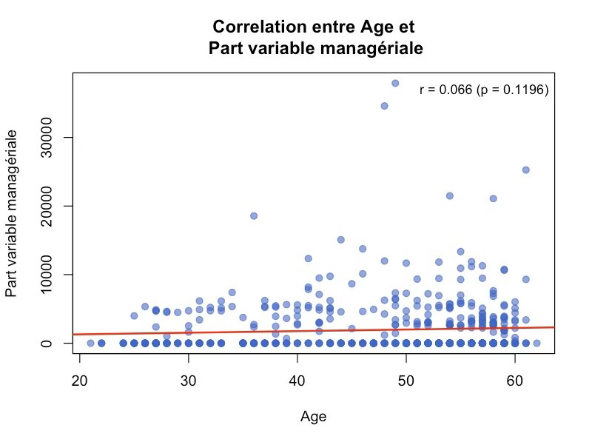 Correlation entre Age et
Part variable managériale
r = 0.066 (p = 0.1196)
Part variable managériale
30000
20000
10000
0
20 30 40 50 60
Age